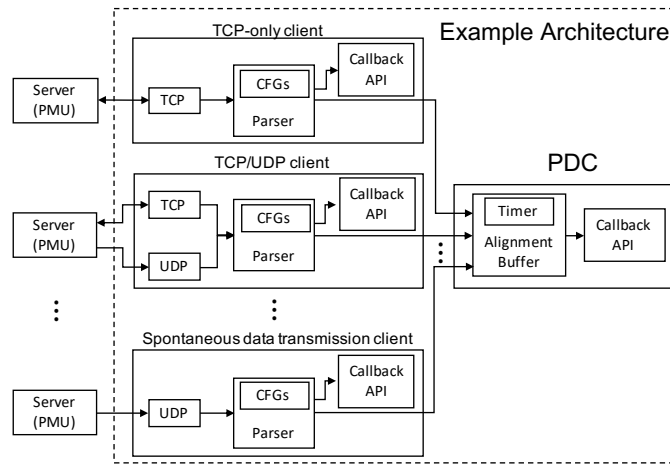 Example Architecture
TCP-only client
Server
(PMU)
TCP
CFGs
Parser
Callback
API
TCP/UDP client
PDC
Server
(PMU)
TCP
UDP
CFGs
Parser
Callback
API
Timer
Alignment
Buffer
Callback
API
Spontaneous data transmission client
Server
(PMU)
UDP
CFGs
Parser
Callback
API